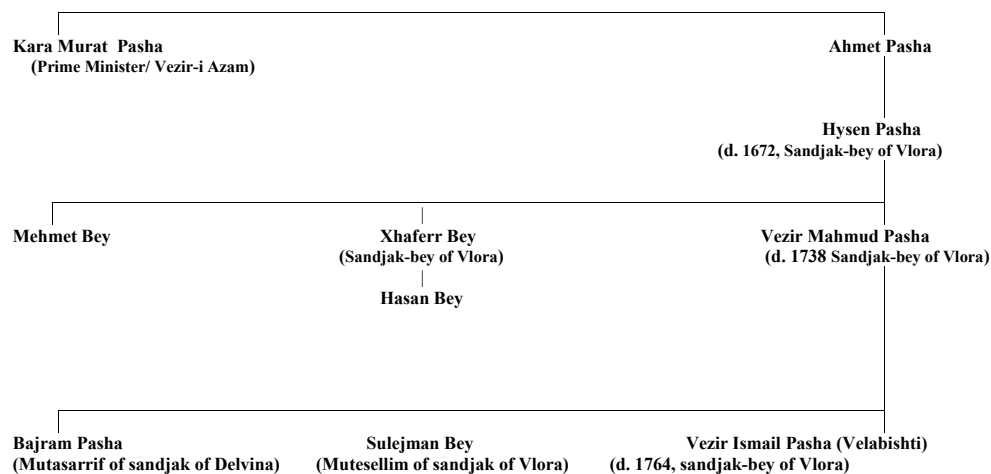 Kara Murat Pasha
(Prime Minister/ Vezir-i Azam)
Ahmet Pasha
Hysen Pasha
(d. 1672, Sandjak-bey of Vlora)
Mehmet Bey
Xhaferr Bey
(Sandjak-bey of Vlora)
Hasan Bey
Vezir Mahmud Pasha
(d. 1738 Sandjak-bey of Vlora)
Bajram Pasha
(Mutasarrif of sandjak of Delvina)
Sulejman Bey
(Mutesellim of sandjak of Vlora)
Vezir Ismail Pasha (Velabishti)
(d. 1764, sandjak-bey of Vlora)